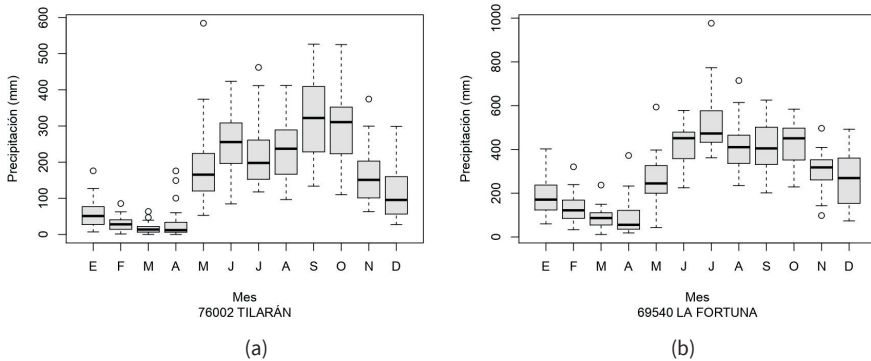 Precipitación (mm)
600
500
400
300
200
100
0
E F M A M J J A S O N D
Mes
76002 TILARÁN
(a)
Precipitación (mm)
1000
800
600
400
200
0
E F M A M J J A S O N D
Mes
69540 LA FORTUNA
(b)